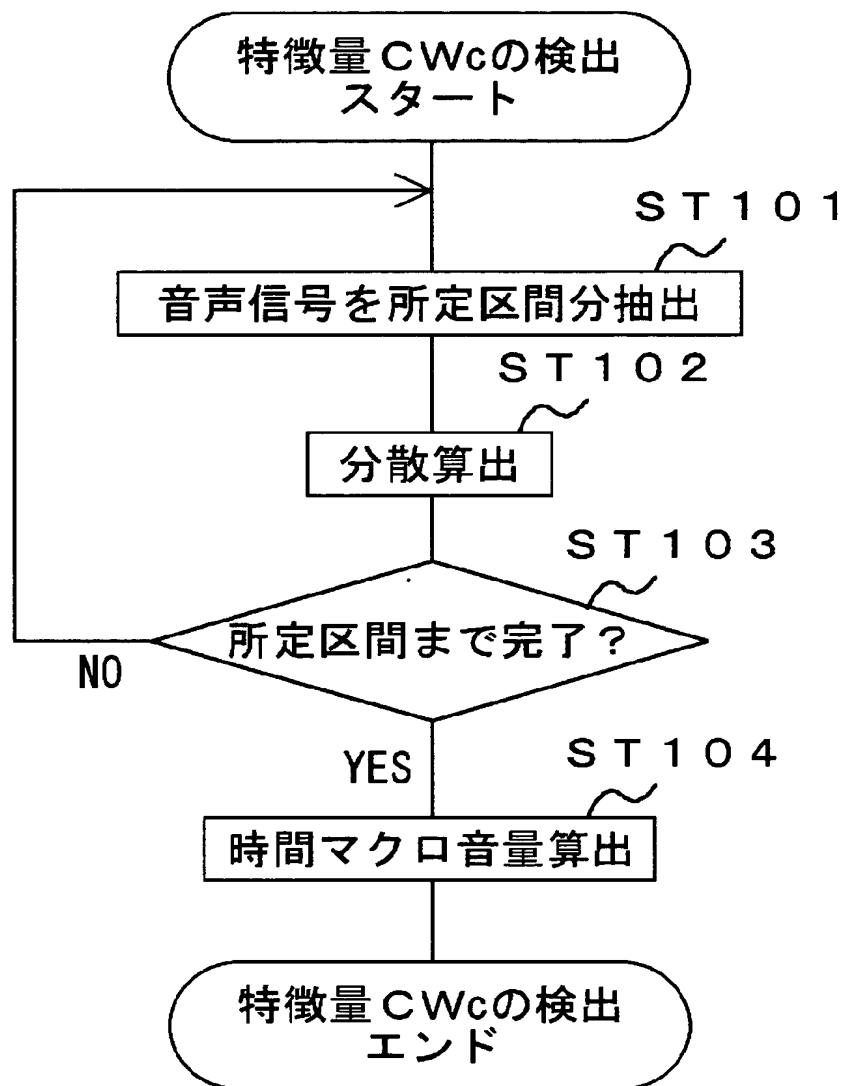 特徴量CWcの検出
スタート
ST101
音声信号を所定区間分抽出
ST102
分散算出
ST103
所定区間まで完了?
NO
YES
ST104
時間マクロ音量算出
特徴量CWcの検出
エンド